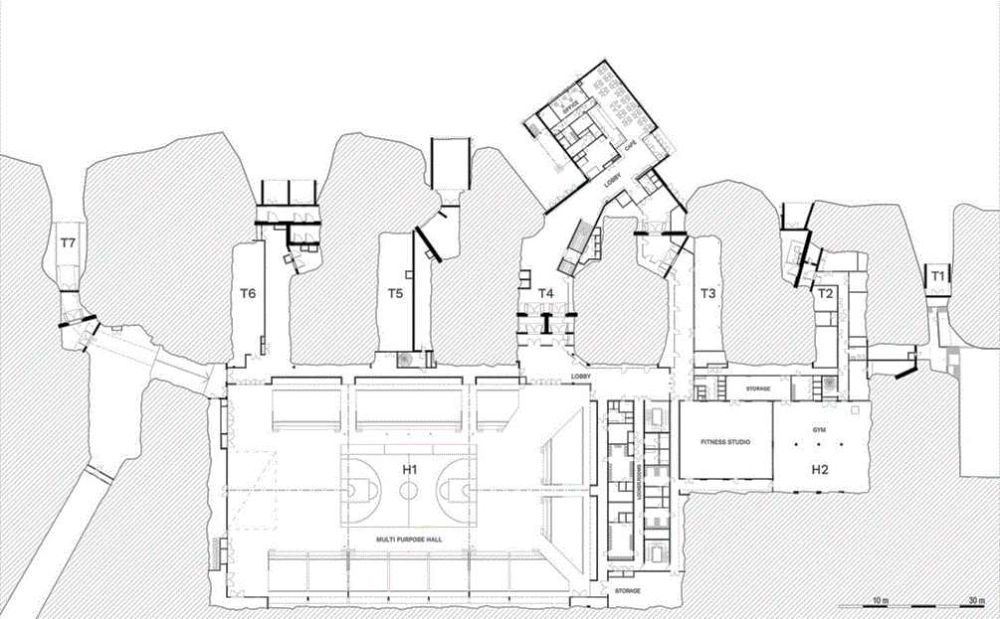 OFFICE
CAFÉ
LOBBY
T7
T6
T5
T4
T3
T2
T1
LOBBY
STORAGE
FITNESS STUDIO
GYM
H1
H2
LOCKER ROOMS
MULTI PURPOSE HALL
STORAGE
10 m
30 m